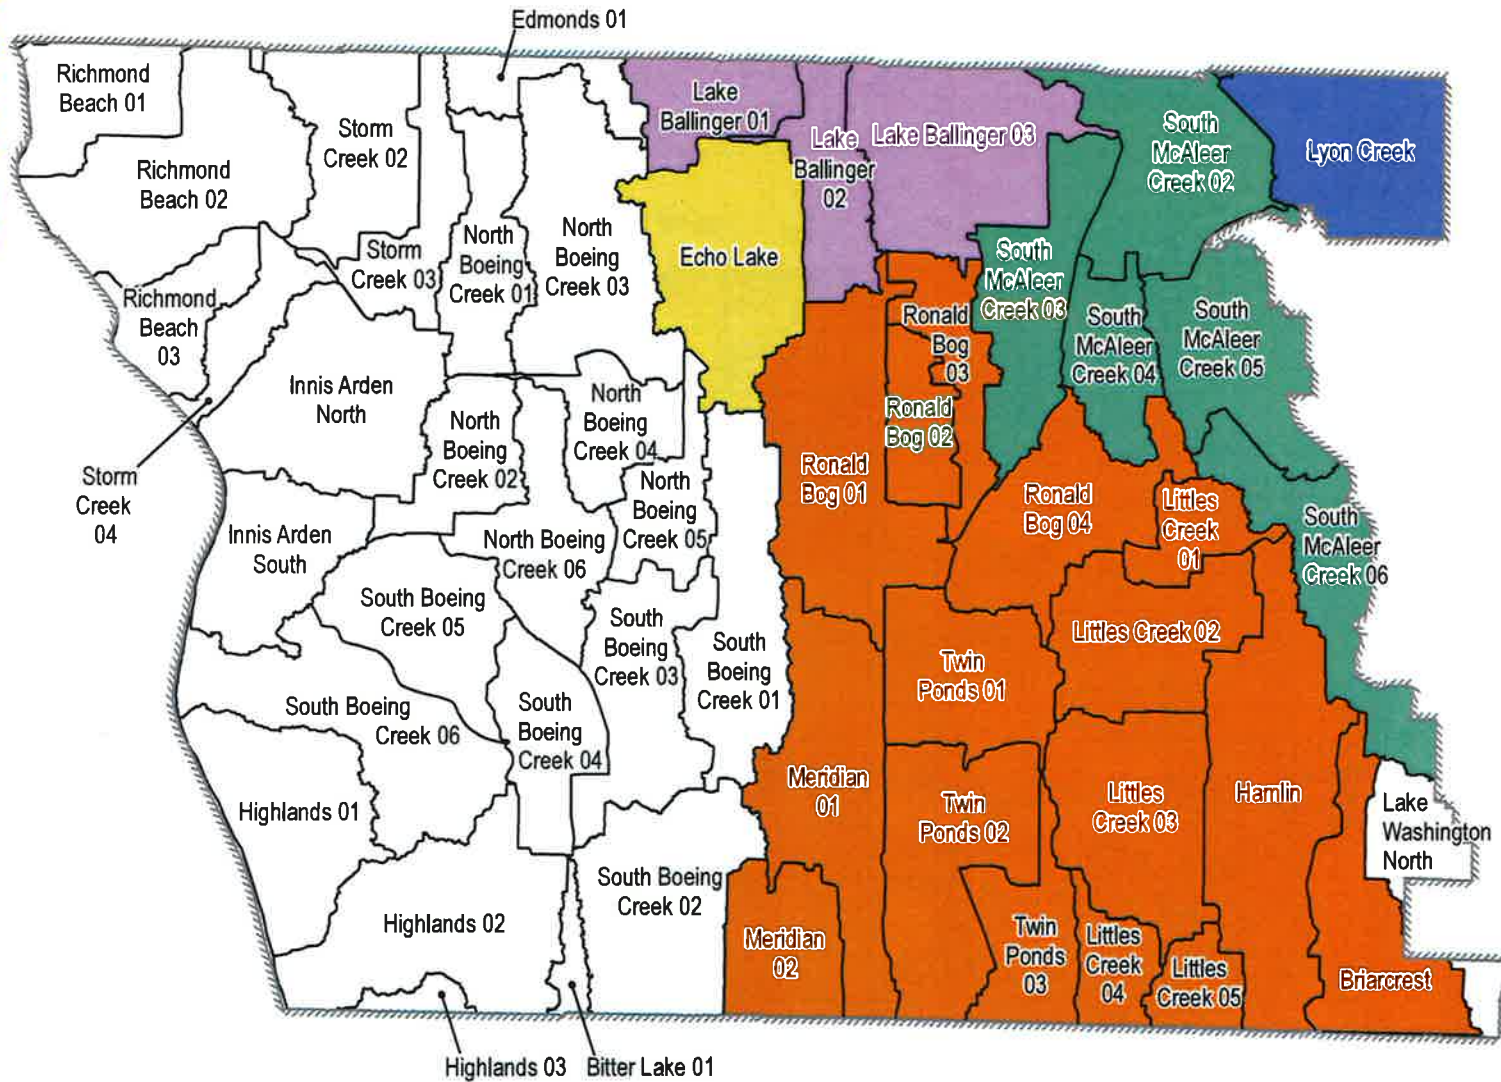 Edmonds 01
Richmond
Beach 01
Storm
Creek 02
Richmond
Beach 02
Lake
Ballinger 01
Lake
Ballinger
02
Lake Ballinger 03
South
McAleer
Creek 02
Lyon Creek
Storm
Creek 03
North
Boeing
Creek 01
North
Boeing
Creek 03
Echo Lake
South
McAleer
Creek 03
Richmond
Beach
03
Ronald
Bog
03
South
McAleer
Creek 04
South
McAleer
Creek 05
Innis Arden
North
North
Boeing
Creek 02
North
Boeing
Creek 04
Ronald
Bog 02
Storm
Creek
04
Ronald
Bog 01
North
Boeing
Creek 05
Ronald
Bog 04
Littles
Creek
01
South
McAleer
Creek 06
Innis Arden
South
North Boeing
Creek 06
South Boeing
Creek 05
South
Boeing
Creek 03
South
Boeing
Creek 01
Twin
Ponds 01
Littles Creek 02
South Boeing
Creek 06
South
Boeing
Creek 04
Highlands 01
Meridian
01
Twin
Ponds 02
Littles
Creek 03
Hamlin
Lake
Washington
North
South Boeing
Creek 02
Highlands 02
Meridian
02
Twin
Ponds
03
Littles
Creek
04
Littles
Creek 05
Briarcrest
Highlands 03
Bitter Lake 01